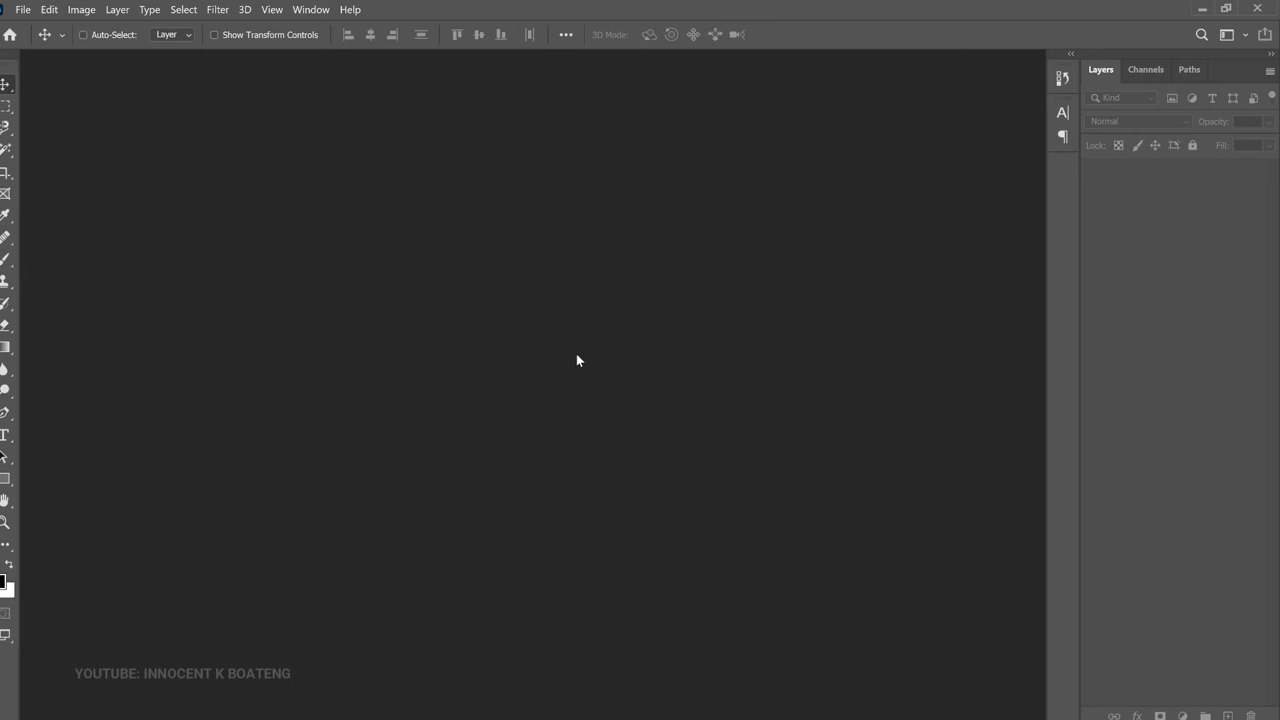 File Edit Image Layer Type Select Filter 3D View Window Help
Auto-Select: Layer Show Transform Controls 3D Mode:
Layers Channels Paths
Kind
Normal Opacity:
Lock: Fill:
YOUTUBE: INNOCENT K BOATENG